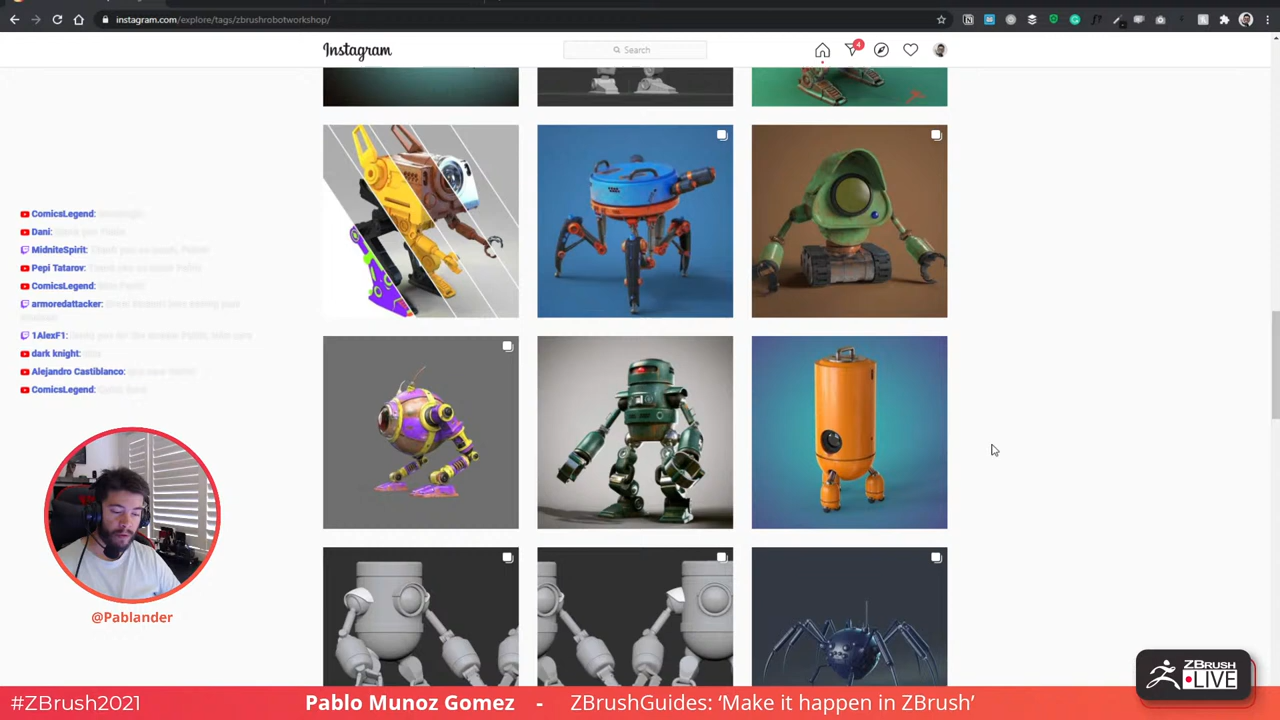 instagram.com/explore/tags/zbrushrobotworkshop/
Instagram
Search
4
ComicsLegend:
Dani:
MidniteSpirit:
Pepi Tatarov:
ComicsLegend:
armoredattacker:
1AlexF1:
dark knight:
Alejandro Castiblanco:
ComicsLegend:
@Pablander
ZBRUSH
LIVE
#ZBrush2021
Pablo Munoz Gomez - ZBrushGuides: ‘Make it happen in ZBrush’